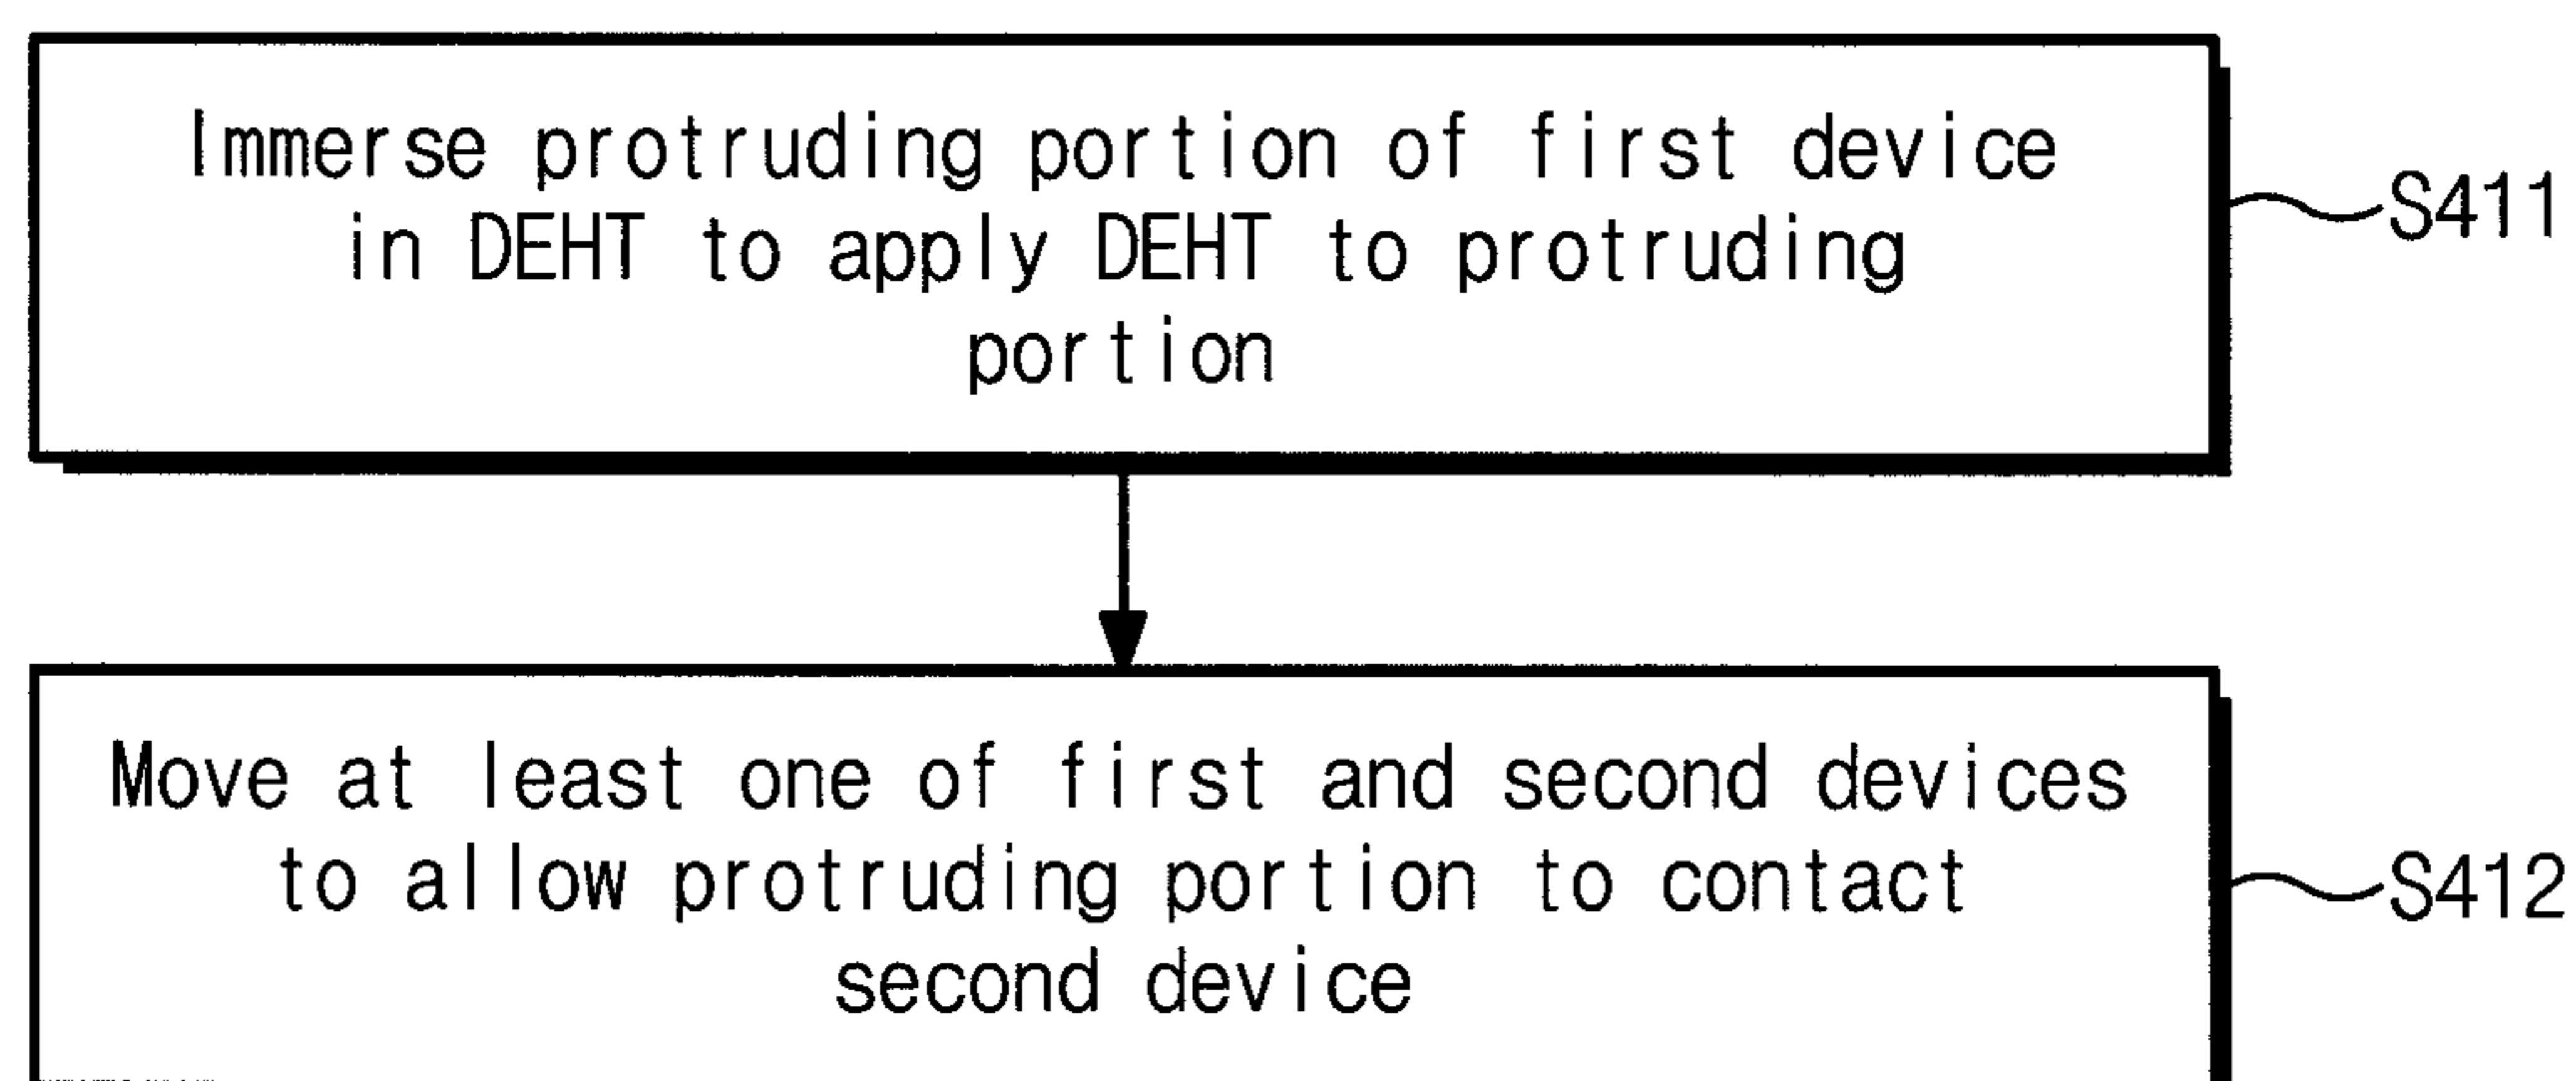 Immerse protruding portion of first device
in DEHT to apply DEHT to protruding
portion
S411
Move at least one of first and second devices
to allow protruding portion to contact
second device
S412